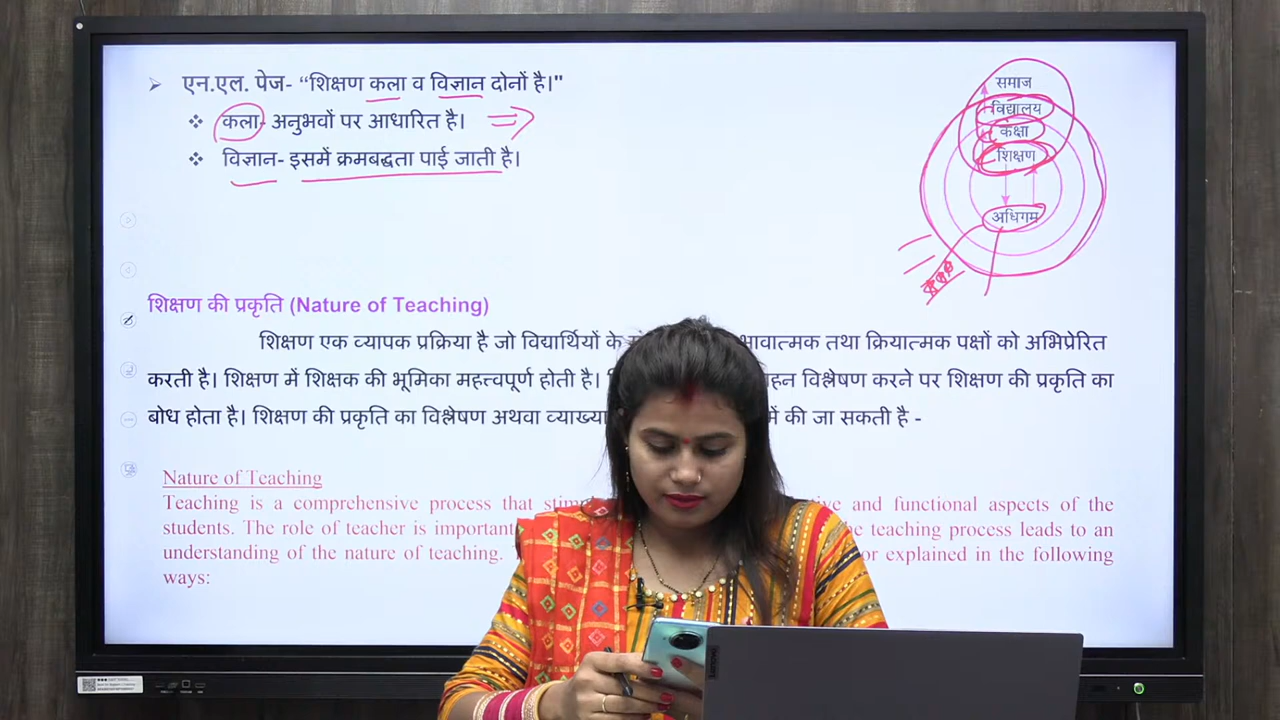 एन.एल. पेज- “शिक्षण कला व विज्ञान दोनों है।"
कला- अनुभवों पर आधारित है।
विज्ञान- इसमें क्रमबद्धता पाई जाती है।
समाज
विद्यालय
कक्षा
शिक्षण
अधिगम
शिक्षण की प्रकृति (Nature of Teaching)
शिक्षण एक व्यापक प्रक्रिया है जो विद्यार्थियों के भावात्मक तथा क्रियात्मक पक्षों को अभिप्रेरित
करती है। शिक्षण में शिक्षक की भूमिका महत्त्वपूर्ण होती है। विश्लेषण करने पर शिक्षण की प्रकृति का
बोध होता है। शिक्षण की प्रकृति का विश्लेषण अथवा व्याख्या में की जा सकती है -
Nature of Teaching
Teaching is a comprehensive process that and functional aspects of the
students. The role of teacher is important teaching process leads to an
understanding of the nature of teaching. or explained in the following
ways: